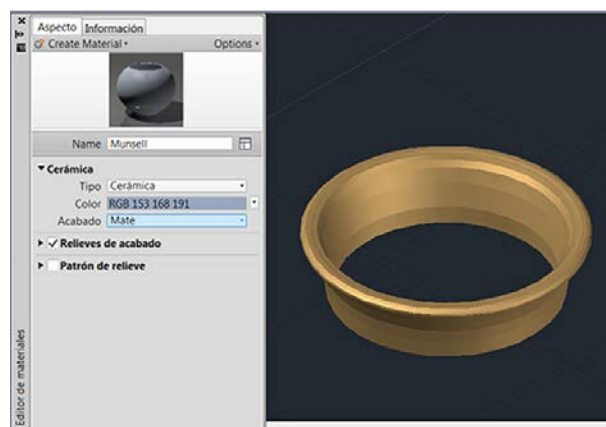 Aspecto Información
Create Material Options
Name Munsell
Cerámica
Tipo Cerámica
Color RGB 153 168 191
Acabado Mate
Relieves de acabado
Patrón de relieve
Editor de materiales